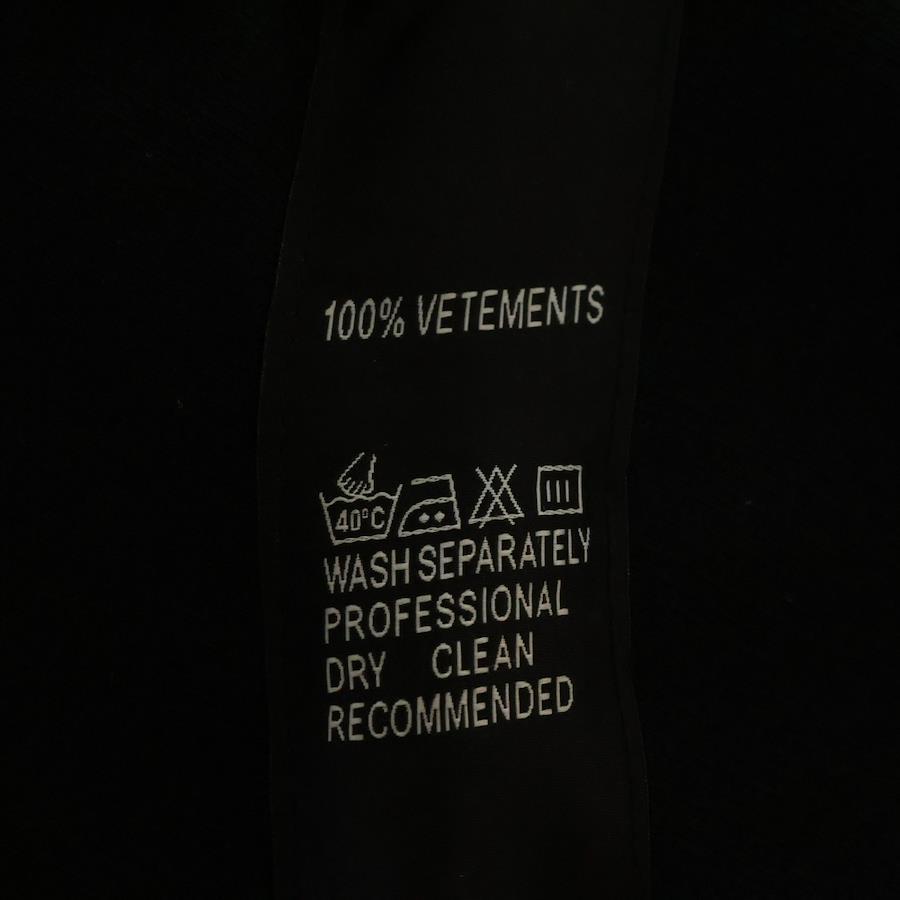 100% VETEMENTS
40°C
WASH SEPARATELY
PROFESSIONAL
DRY CLEAN
RECOMMENDED